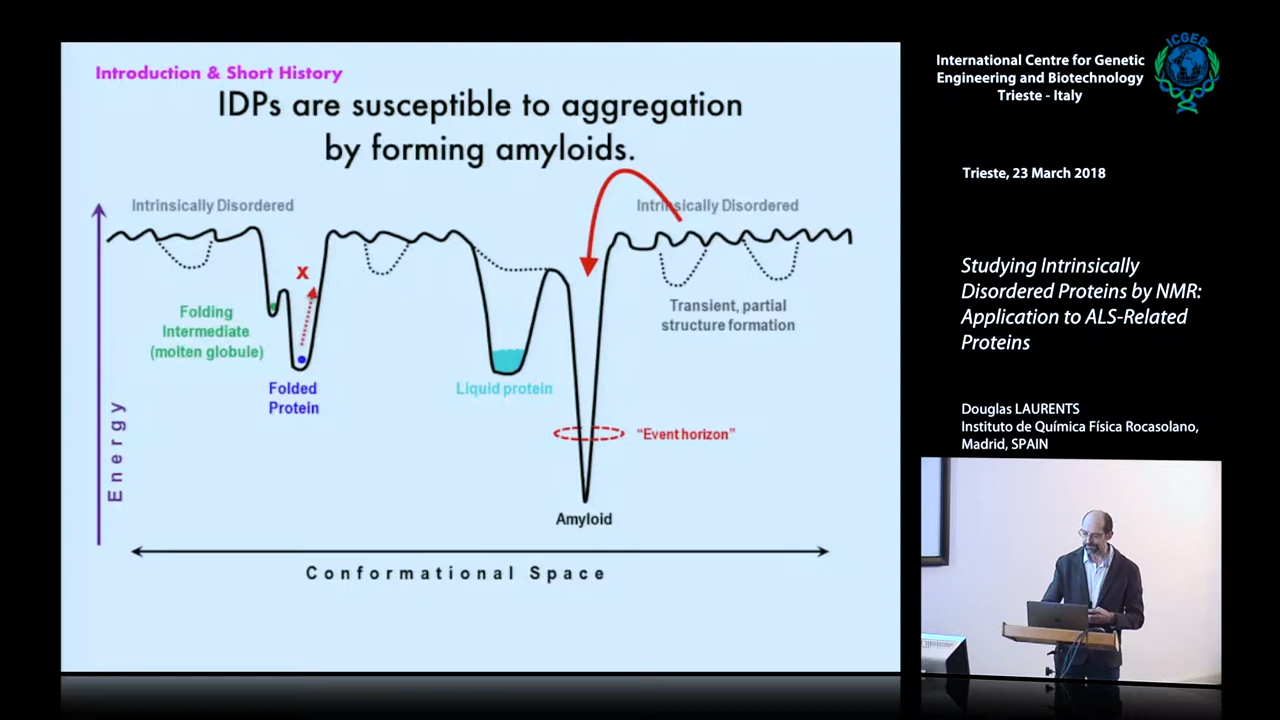 Introduction & Short History
IDPs are susceptible to aggregation
by forming amyloids.
Intrinsically Disordered
Intrinsically Disordered
x
Folding
Intermediate
(molten globule)
Transient, partial
structure formation
Folded
Protein
Liquid protein
"Event horizon"
Amyloid
Energy
Conformational Space
ICGEB
International Centre for Genetic
Engineering and Biotechnology
Trieste - Italy
Trieste, 23 March 2018
Studying Intrinsically
Disordered Proteins by NMR:
Application to ALS-Related
Proteins
Douglas LAURENTS
Instituto de Química Física Rocasolano,
Madrid, SPAIN